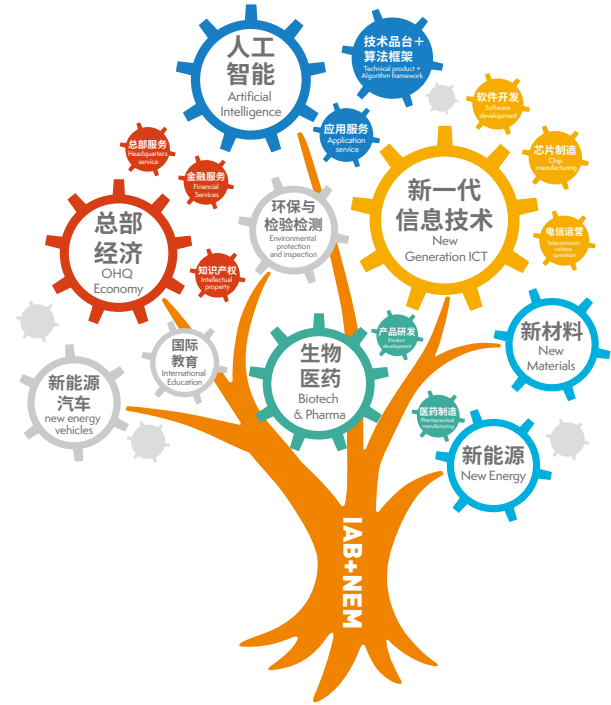 人工
智能
Artificial
Intelligence
技术品台+
算法框架
Technical product +
Algorithm framework
应用服务
Application
service
软件开发
Software
development
芯片制造
Chip
manufacturing
电信运营
Telecommuni
cations
operation
新一代
信息技术
New
Generation ICT
总部服务
Headquarters
service
金融服务
Financial
Services
总部
经济
OHQ
Economy
知识产权
Intellectual
property
环保与
检验检测
Environmental
protection
and inspection
国际
教育
International
Education
新能源
汽车
new energy
vehicles
生物
医药
Biotech
& Pharma
产品研发
Product
development
医药制造
Pharmaceutical
manufacturing
新材料
New
Materials
新能源
New Energy
IAB+NEM